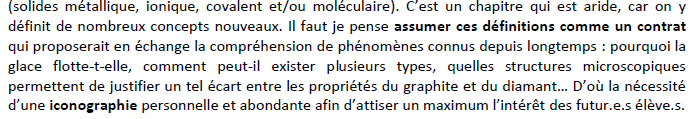 (solides métallique, ionique, covalent et/ou moléculaire). C’est un chapitre qui est aride, car on y
définit de nombreux concepts nouveaux. Il faut je pense assumer ces définitions comme un contrat
qui proposerait en échange la compréhension de phénomènes connus depuis longtemps : pourquoi la
glace flotte-t-elle, comment peut-il exister plusieurs types, quelles structures microscopiques
permettent de justifier un tel écart entre les propriétés du graphite et du diamant… D’où la nécessité
d’une iconographie personnelle et abondante afin d’attiser un maximum l’intérêt des futur.e.s élève.s.